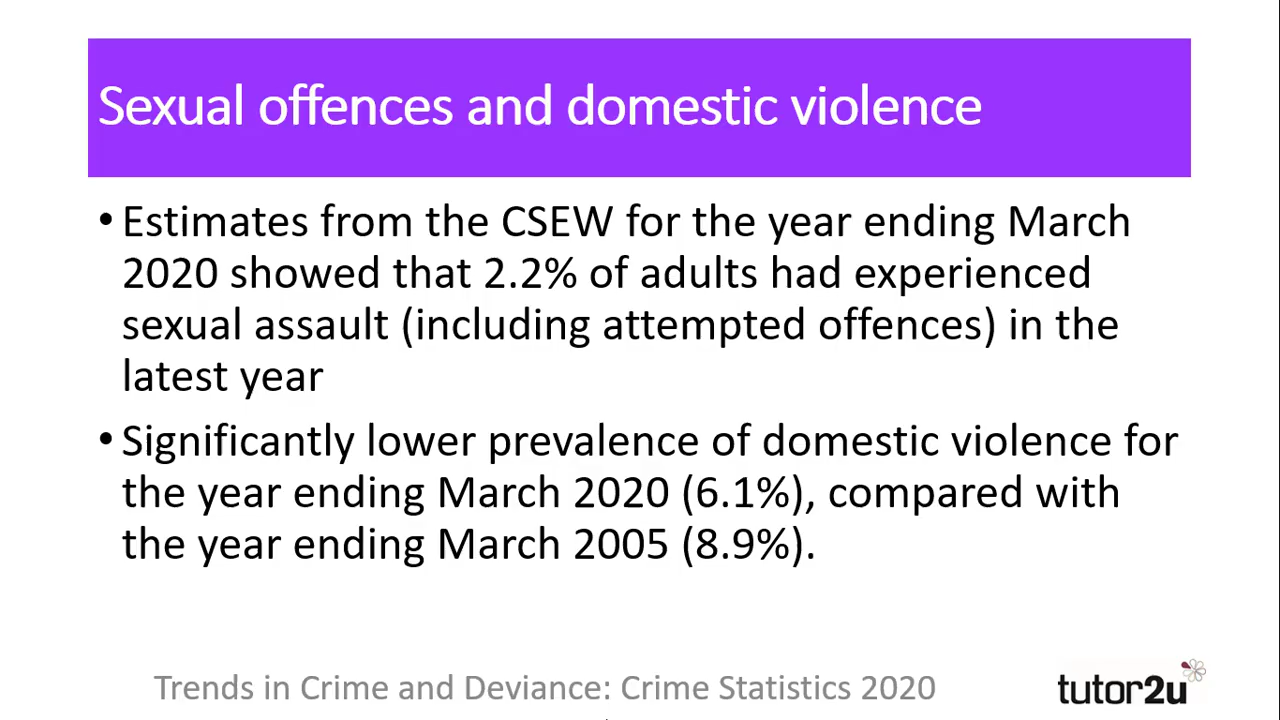 Sexual offences and domestic violence
•Estimates from the CSEW for the year ending March
2020 showed that 2.2% of adults had experienced
sexual assault (including attempted offences) in the
latest year
•Significantly lower prevalence of domestic violence for
the year ending March 2020 (6.1%), compared with
the year ending March 2005 (8.9%).
Trends in Crime and Deviance: Crime Statistics 2020
tutor2u